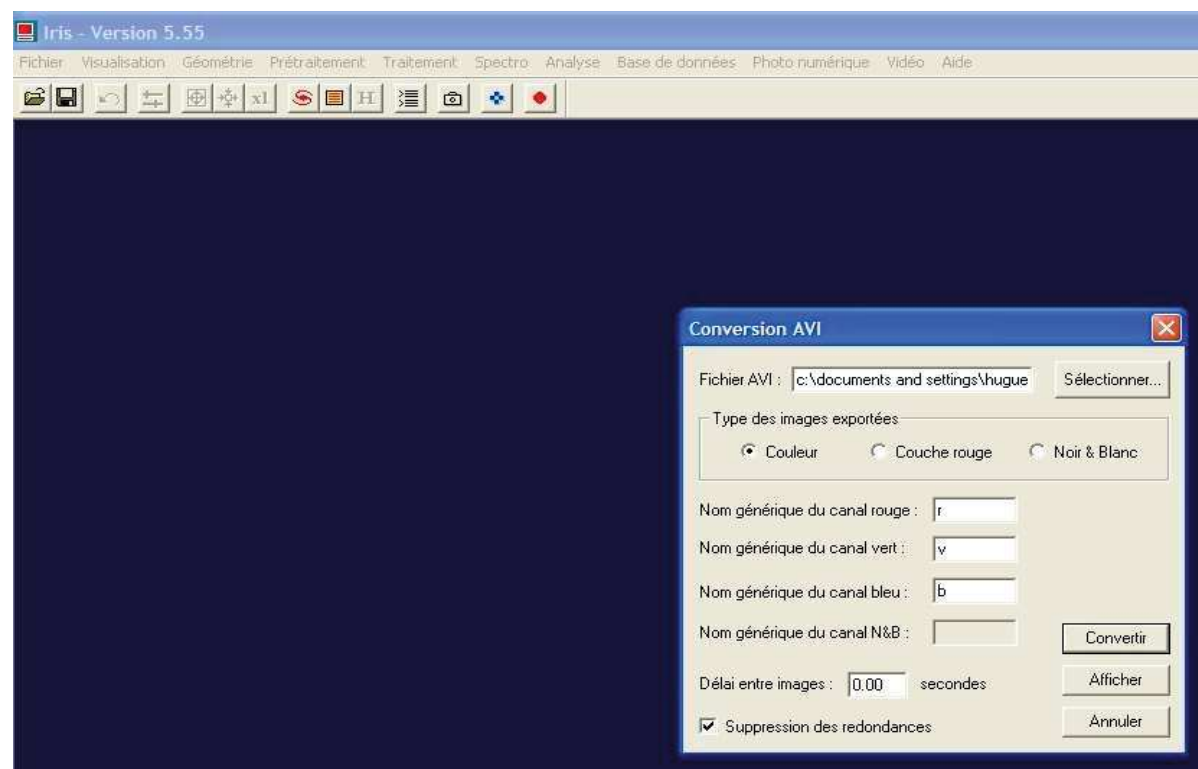 Iris - Version 5.55
Fichier Visualisation Géométrie Prétraitement Traitement Spectro Analyse Base de données Photo numérique Vidéo Aide
x1 S H
Conversion AVI
Fichier AVI : c:\documents and settings\hugue Sélectionner...
Type des images exportées
Couleur Couche rouge Noir & Blanc
Nom générique du canal rouge : r
Nom générique du canal vert : v
Nom générique du canal bleu : b
Nom générique du canal N&B :
Convertir
Délai entre images : 0.00 secondes
Afficher
Suppression des redondances
Annuler